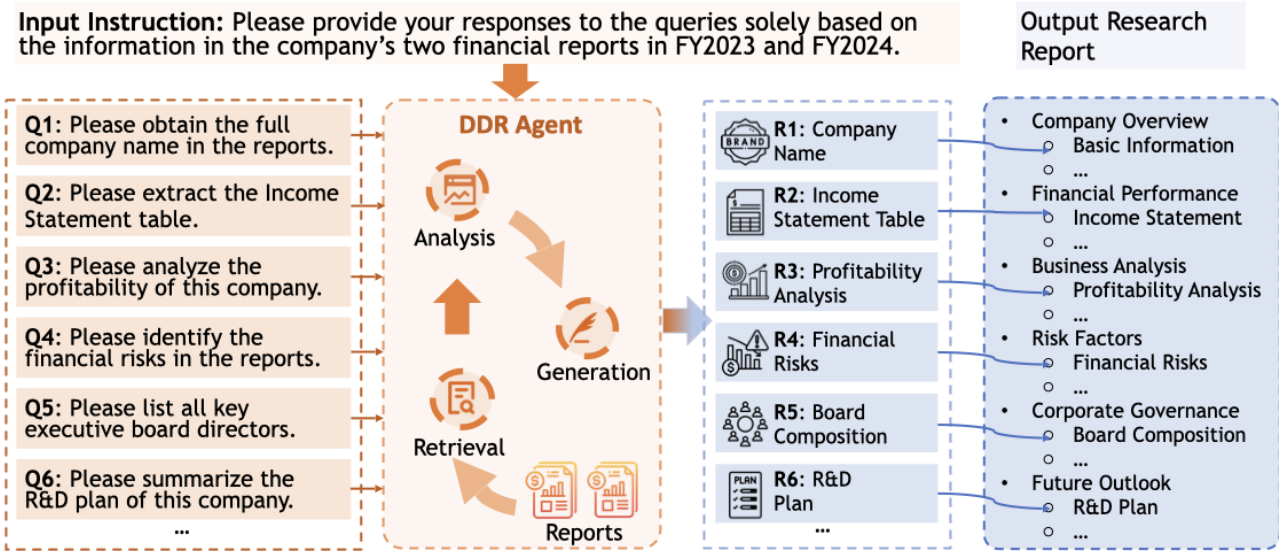 Input Instruction: Please provide your responses to the queries solely based on
the information in the company's two financial reports in FY2023 and FY2024.
Output Research
Report
Q1: Please obtain the full
company name in the reports.
Q2: Please extract the Income
Statement table.
Q3: Please analyze the
profitability of this company.
Q4: Please identify the
financial risks in the reports.
Q5: Please list all key
executive board directors.
Q6: Please summarize the
R&D plan of this company.
...
DDR Agent
Analysis
Generation
Retrieval
Reports
BRAND
R1: Company
Name
R2: Income
Statement Table
R3: Profitability
Analysis
R4: Financial
Risks
R5: Board
Composition
PLAN
R6: R&D
Plan
...
• Company Overview
○ Basic Information
○ ...
• Financial Performance
○ Income Statement
○ ...
• Business Analysis
○ Profitability Analysis
○ ...
• Risk Factors
○ Financial Risks
○ ...
• Corporate Governance
○ Board Composition
○ ...
• Future Outlook
○ R&D Plan
○ ...